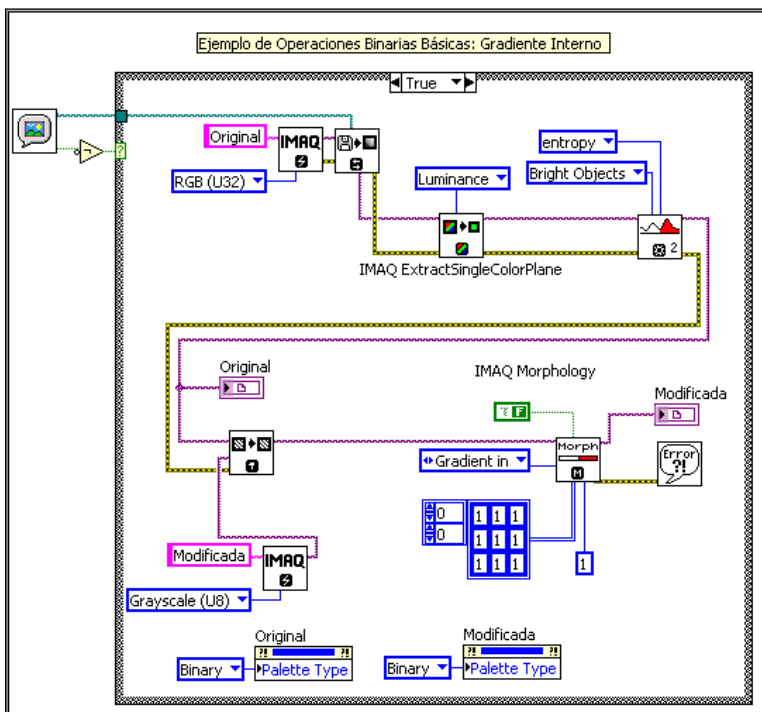 Ejemplo de Operaciones Binarias Básicas: Gradiente Interno
True
?
Original
IMAQ
RGB (U32)
entropy
Luminance
Bright Objects
2
IMAQ ExtractSingleColorPlane
Original
IMAQ Morphology
Modificada
F
Morph
M
Error
?!
Gradient in
0
0
1 1 1
1 1 1
1 1 1
1
Modificada
IMAQ
Grayscale (U8)
Original
?! ?!
Binary
Palette Type
Modificada
?! ?!
Binary
Palette Type